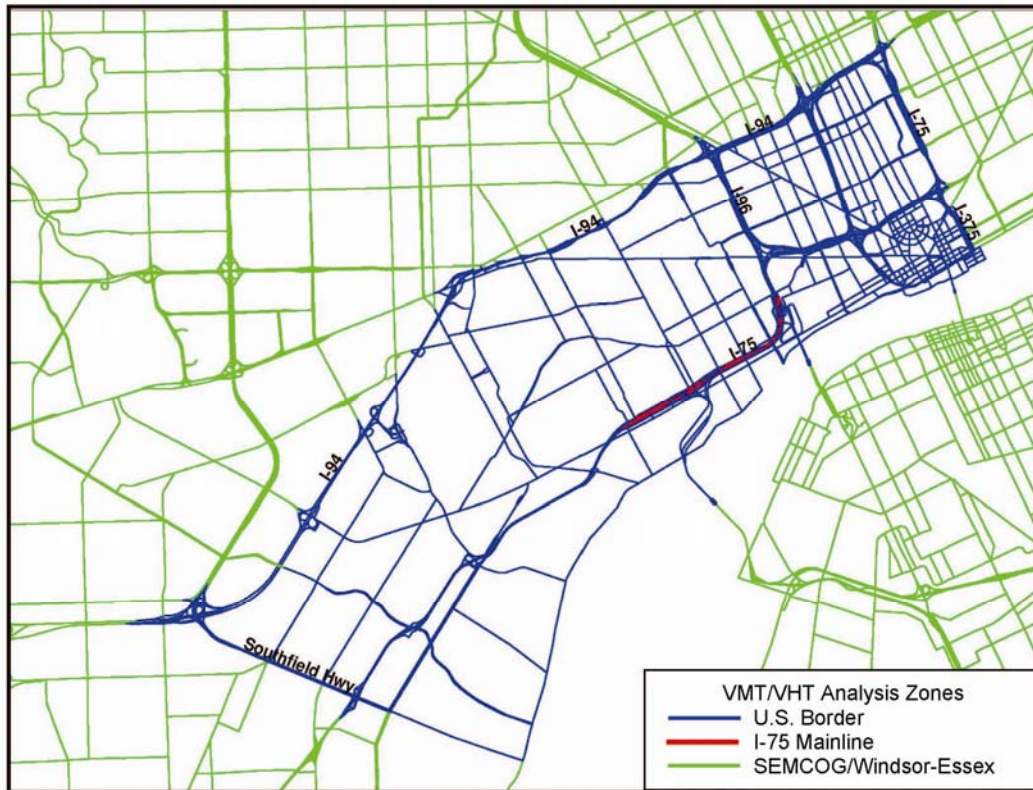 I-94
I-75
I-96
I-375
I-94
I-75
I-94
Southfield Hwy
VMT/VHT Analysis Zones
U.S. Border
I-75 Mainline
SEMCOG/Windsor-Essex